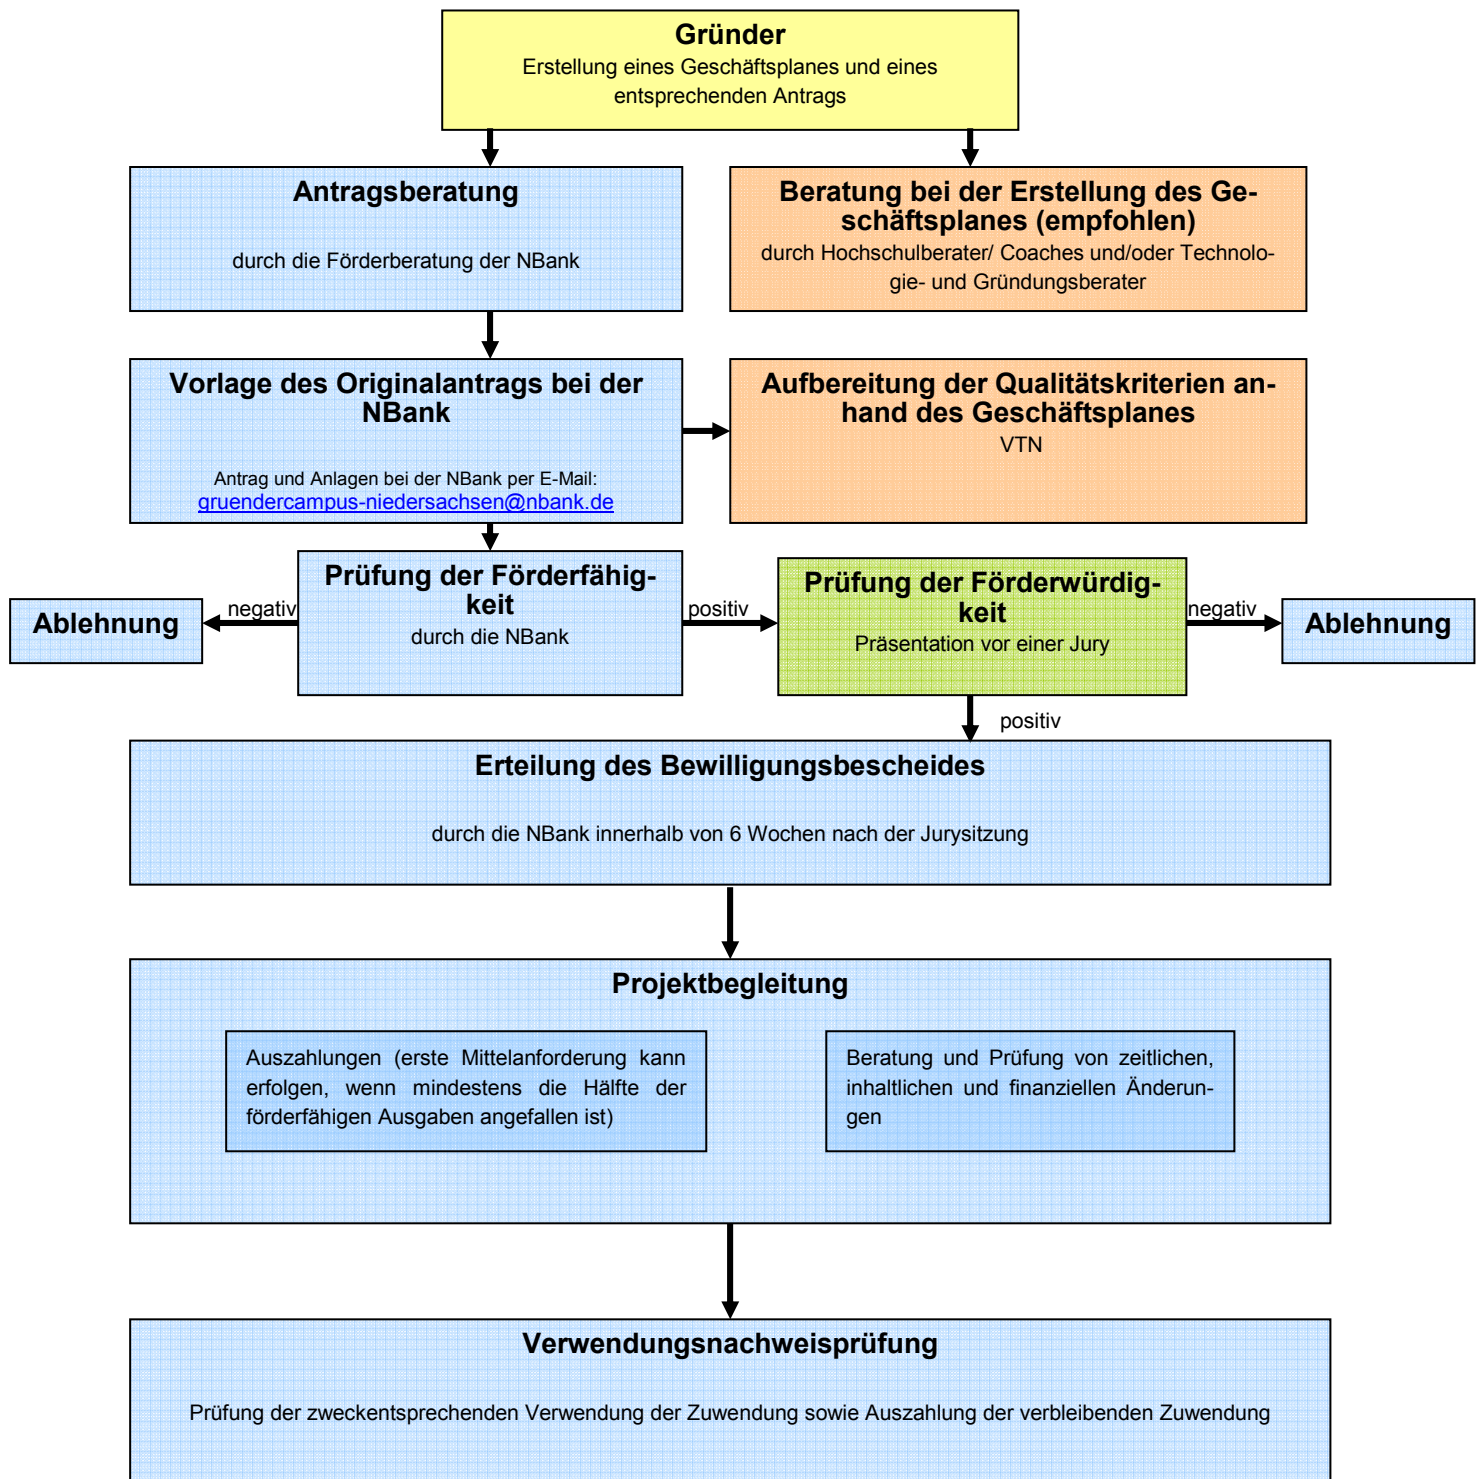 Gründer
Erstellung eines Geschäftsplanes und eines
entsprechenden Antrags
Antragsberatung
durch die Förderberatung der NBank
Beratung bei der Erstellung des Ge-
schäftsplanes (empfohlen)
durch Hochschulberater/ Coaches und/oder Technolo-
gie- und Gründungsberater
Vorlage des Originalantrags bei der
NBank
Antrag und Anlagen bei der NBank per E-Mail:
gruendercampus-niedersachsen@nbank.de
Aufbereitung der Qualitätskriterien an-
hand des Geschäftsplanes
VTN
Ablehnung
negativ
Prüfung der Förderfähig-
keit
durch die NBank
positiv
Prüfung der Förderwürdig-
keit
Präsentation vor einer Jury
negativ
Ablehnung
positiv
Erteilung des Bewilligungsbescheides
durch die NBank innerhalb von 6 Wochen nach der Jurysitzung
Projektbegleitung
Auszahlungen (erste Mittelanforderung kann
erfolgen, wenn mindestens die Hälfte der
förderfähigen Ausgaben angefallen ist)
Beratung und Prüfung von zeitlichen,
inhaltlichen und finanziellen Änderun-
gen
Verwendungsnachweisprüfung
Prüfung der zweckentsprechenden Verwendung der Zuwendung sowie Auszahlung der verbleibenden Zuwendung